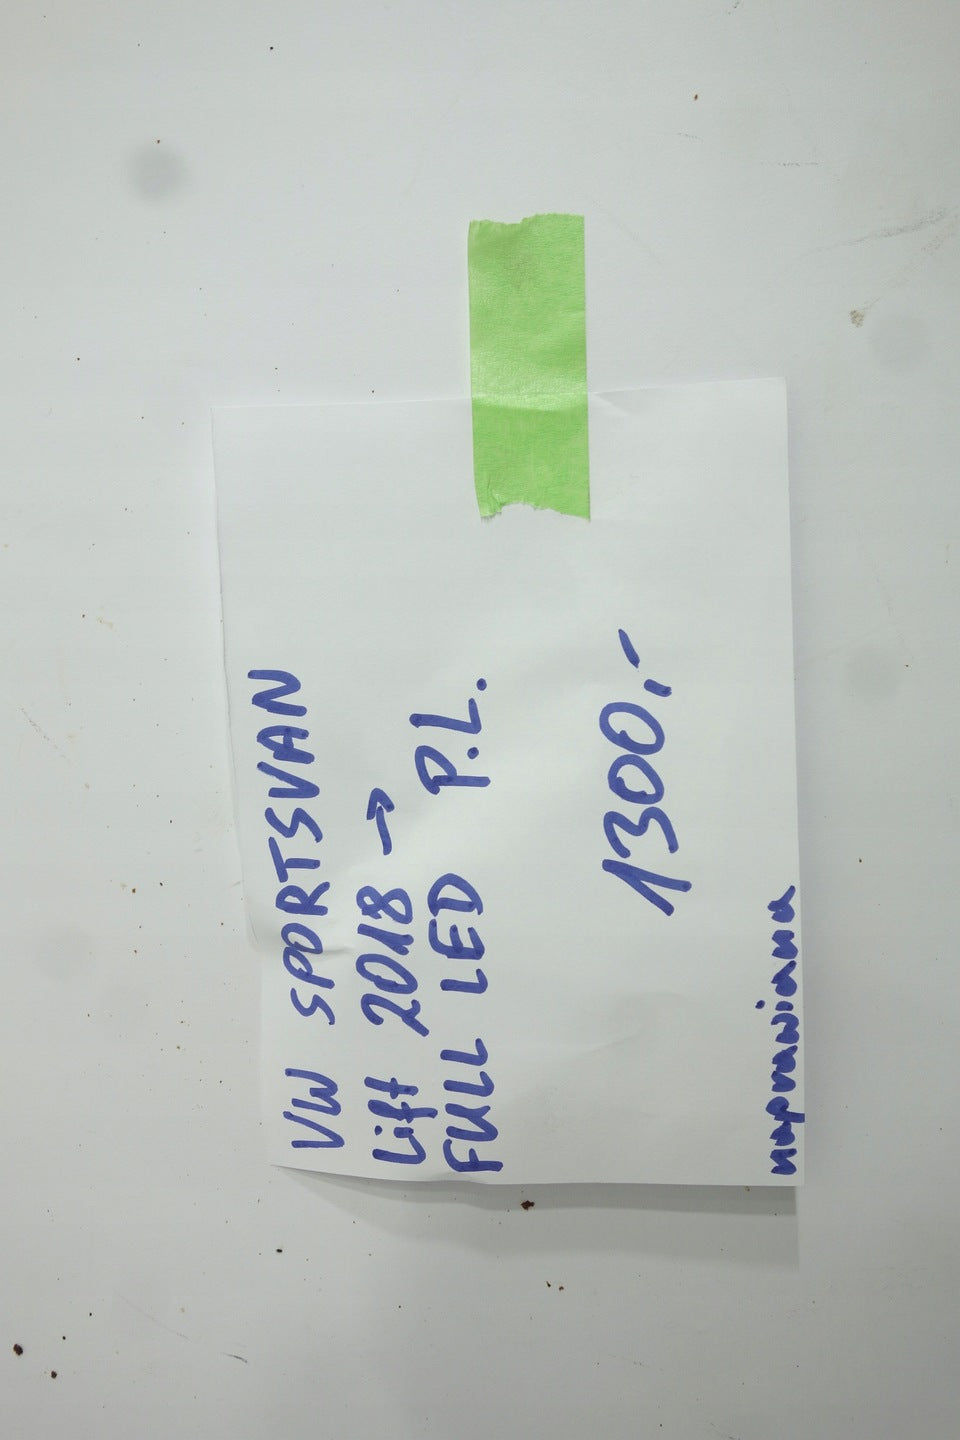 VW SPORTSVAN
Lift 2018 →
FULL LED P.L.
1300,-
naprawiana